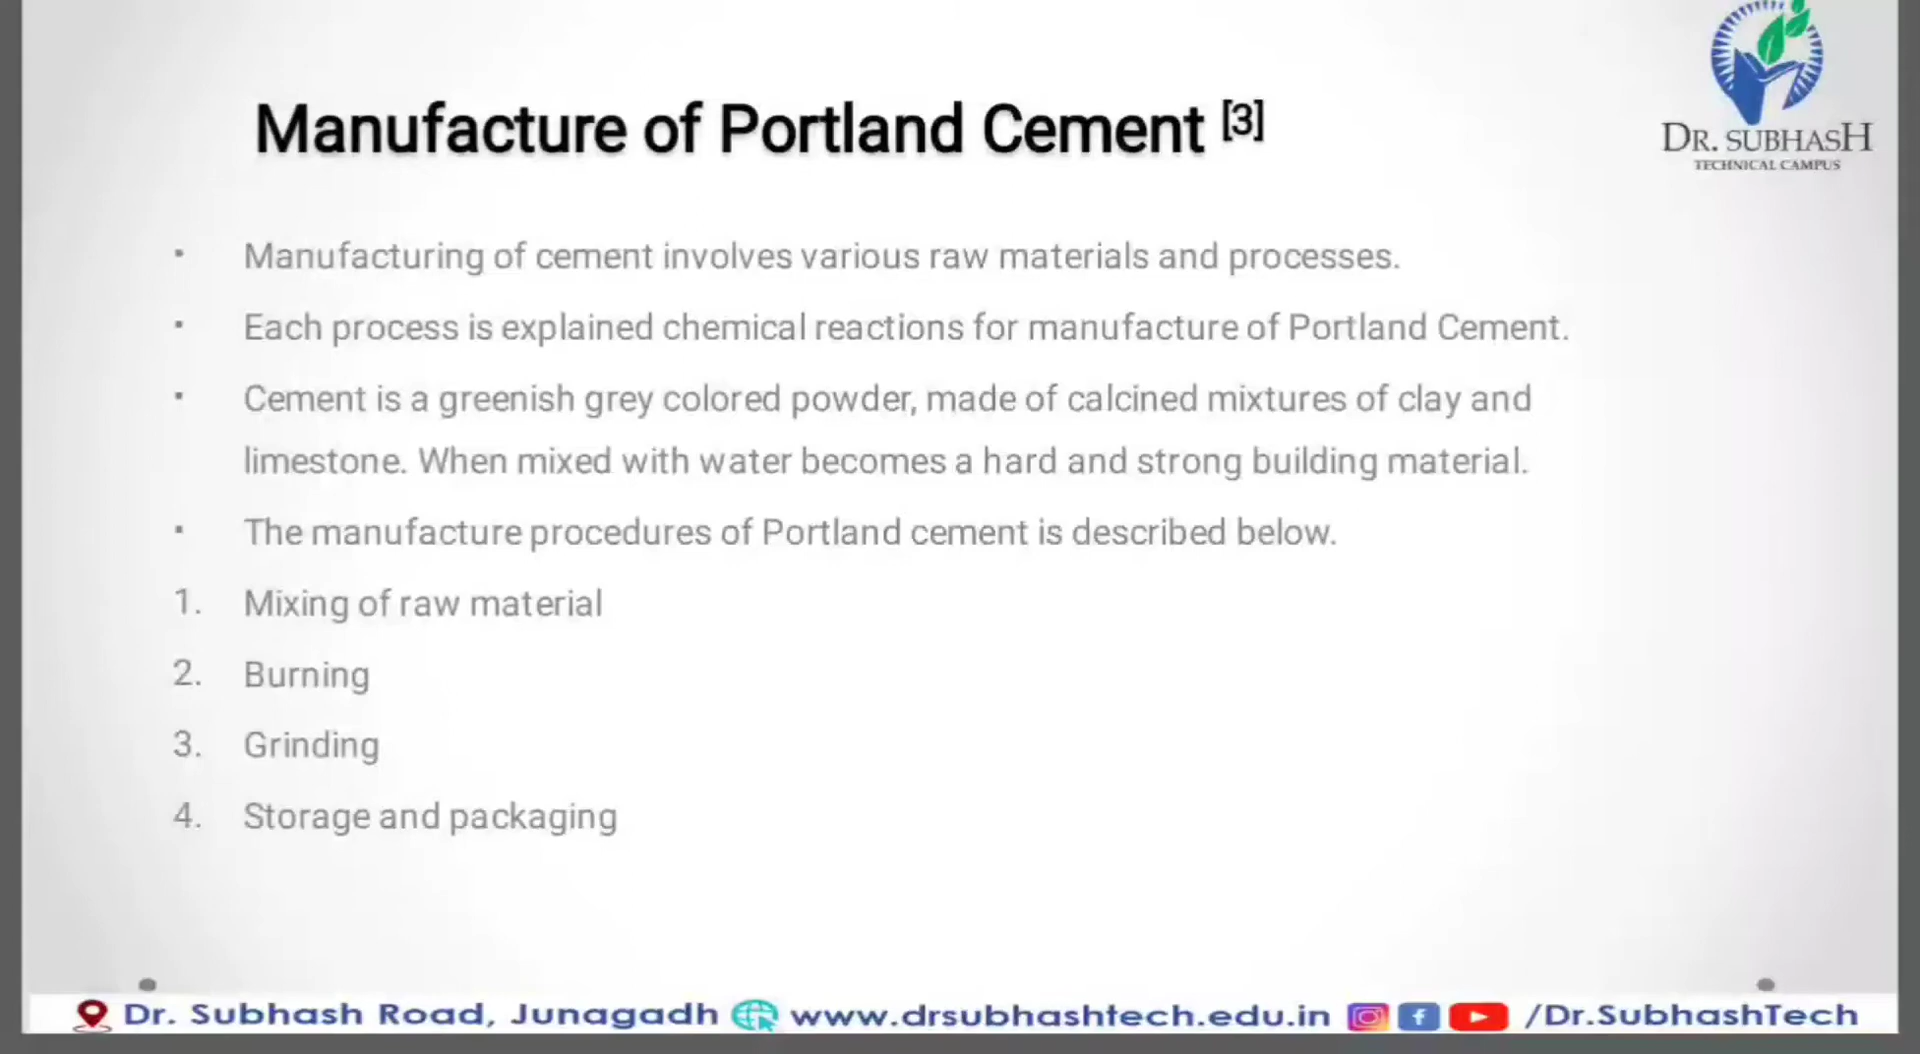 DR. SUBHASH
TECHNICAL CAMPUS
Manufacture of Portland Cement [3]
• Manufacturing of cement involves various raw materials and processes.
• Each process is explained chemical reactions for manufacture of Portland Cement.
• Cement is a greenish grey colored powder, made of calcined mixtures of clay and
limestone. When mixed with water becomes a hard and strong building material.
• The manufacture procedures of Portland cement is described below.
1. Mixing of raw material
2. Burning
3. Grinding
4. Storage and packaging
Dr. Subhash Road, Junagadh www.drsubhashtech.edu.in /Dr.SubhashTech